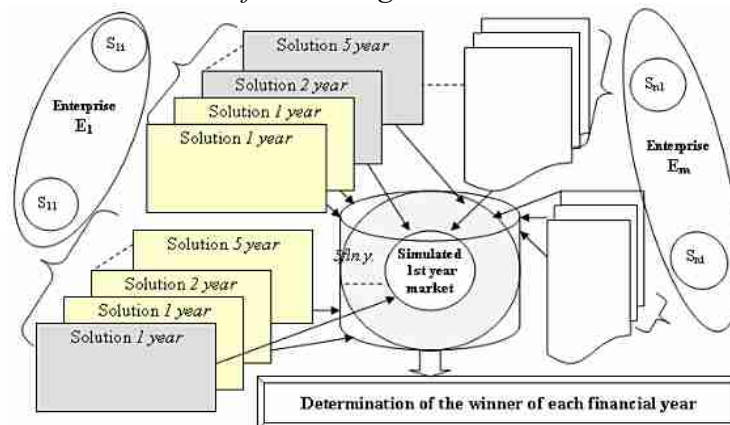 S1i
Enterprise
E1
S11
Solution 5 year
Solution 2 year
Solution 1 year
Solution 1 year
Sn1
Enterprise
Em
Sni
Solution 5 year
Solution 2 year
Solution 1 year
Solution 1 year
Simulated
1st year
market
Determination of the winner of each financial year